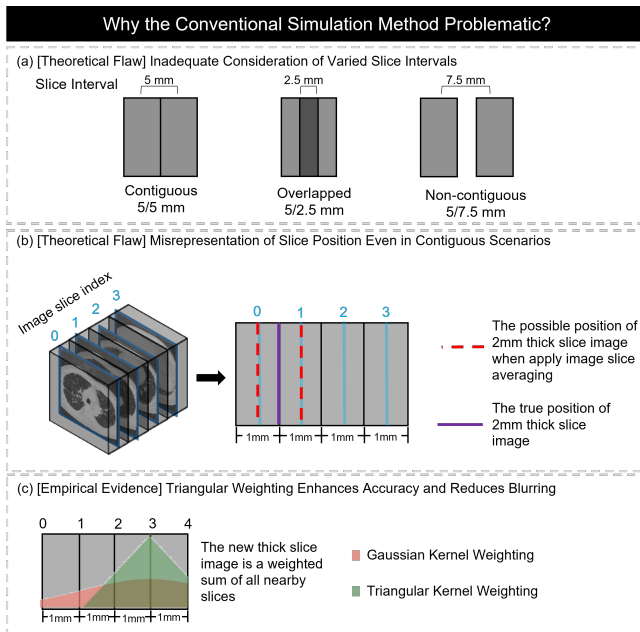 Why the Conventional Simulation Method Problematic?
(a) [Theoretical Flaw] Inadequate Consideration of Varied Slice Intervals
Slice Interval
5 mm
2.5 mm
7.5 mm
Contiguous
5/5 mm
Overlapped
5/2.5 mm
Non-contiguous
5/7.5 mm
(b) [Theoretical Flaw] Misrepresentation of Slice Position Even in Contiguous Scenarios
Image slice index
0 1 2 3
0 1 2 3
1mm 1mm 1mm 1mm
The possible position of
2mm thick slice image
when apply image slice
averaging
The true position of
2mm thick slice
image
(c) [Empirical Evidence] Triangular Weighting Enhances Accuracy and Reduces Blurring
0 1 2 3 4
1mm 1mm 1mm 1mm
The new thick slice
image is a weighted
sum of all nearby
slices
Gaussian Kernel Weighting
Triangular Kernel Weighting